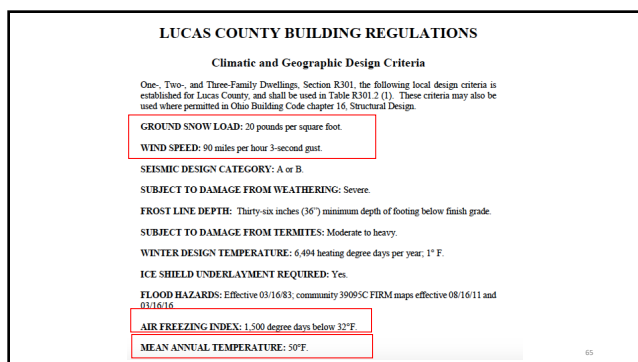 LUCAS COUNTY BUILDING REGULATIONS
Climatic and Geographic Design Criteria
One-, Two-, and Three-Family Dwellings, Section R301, the following local design criteria is
established for Lucas County, and shall be used in Table R301.2 (1). These criteria may also be
used where permitted in Ohio Building Code chapter 16, Structural Design.
GROUND SNOW LOAD: 20 pounds per square foot.
WIND SPEED: 90 miles per hour 3-second gust.
SEISMIC DESIGN CATEGORY: A or B.
SUBJECT TO DAMAGE FROM WEATHERING: Severe.
FROST LINE DEPTH: Thirty-six inches (36") minimum depth of footing below finish grade.
SUBJECT TO DAMAGE FROM TERMITES: Moderate to heavy.
WINTER DESIGN TEMPERATURE: 6,494 heating degree days per year; 1° F.
ICE SHIELD UNDERLAYMENT REQUIRED: Yes.
FLOOD HAZARDS: Effective 03/16/83; community 39095C FIRM maps effective 08/16/11 and
03/16/16
AIR FREEZING INDEX: 1,500 degree days below 32°F.
MEAN ANNUAL TEMPERATURE: 50°F.
65